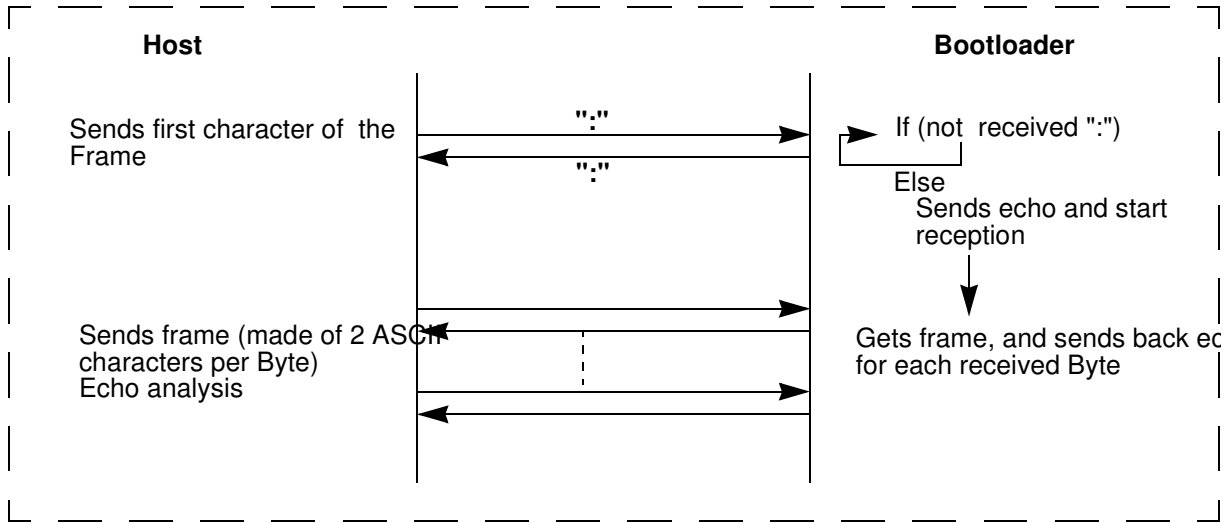 Host
Bootloader
Sends first character of the
Frame
":"
":"
If (not received ":")
Else
Sends echo and start
reception
Sends frame (made of 2 ASCII
characters per Byte)
Echo analysis
Gets frame, and sends back
for each received Byte